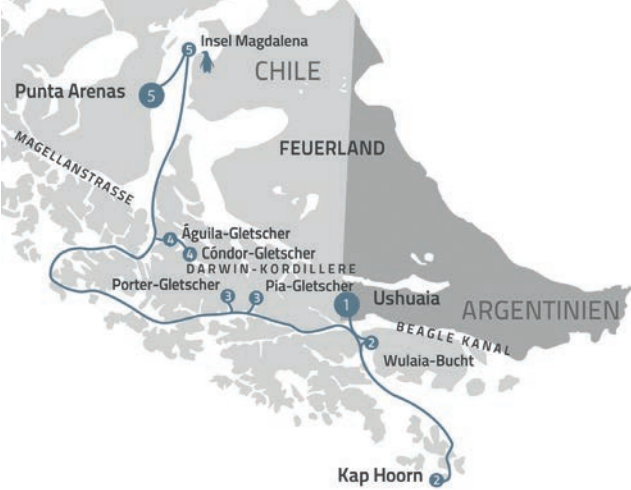 Insel Magdalena
5
CHILE
Punta Arenas
5
FEUERLAND
MAGELLANSTRASSE
4
Águila-Gletscher
4
Cóndor-Gletscher
DARWIN-KORDILLERE
Porter-Gletscher
Pía-Gletscher
3
3
1
Ushuaia
ARGENTINIEN
BEAGLE KANAL
2
Wulaia-Bucht
Kap Hoorn
2